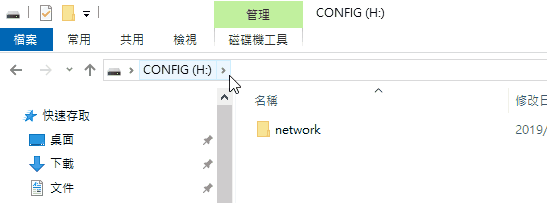 管理
CONFIG (H:)
檔案
常用
共用
檢視
磁碟機工具
CONFIG (H:)
快速存取
桌面
下載
文件
名稱
修改日
network
2019/